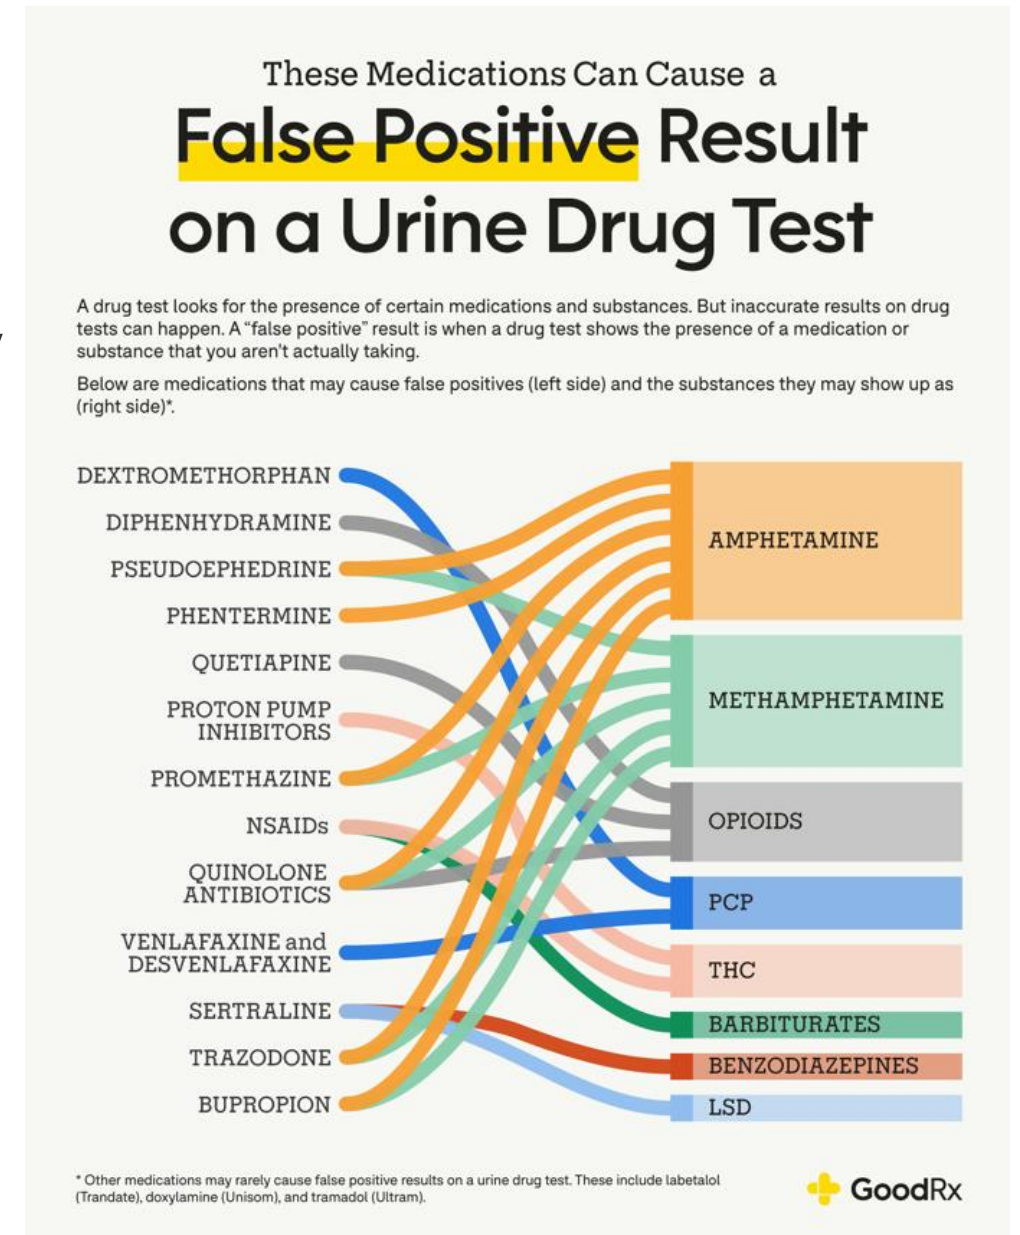 These Medications Can Cause a
False Positive Result
on a Urine Drug Test
A drug test looks for the presence of certain medications and substances. But inaccurate results on drug
tests can happen. A “false positive” result is when a drug test shows the presence of a medication or
substance that you aren't actually taking.
Below are medications that may cause false positives (left side) and the substances they may show up as
(right side)*.
DEXTROMETHORPHAN
DIPHENHYDRAMINE
PSEUDOEPHEDRINE
PHENTERMINE
QUETIAPINE
PROTON PUMP
INHIBITORS
PROMETHAZINE
NSAIDs
QUINOLONE
ANTIBIOTICS
VENLAFAXINE and
DESVENLAFAXINE
SERTRALINE
TRAZODONE
BUPROPION
AMPHETAMINE
METHAMPHETAMINE
OPIOIDS
PCP
THC
BARBITURATES
BENZODIAZEPINES
LSD
* Other medications may rarely cause false positive results on a urine drug test. These include labetalol
(Trandate), doxylamine (Unisom), and tramadol (Ultram).
GoodRx